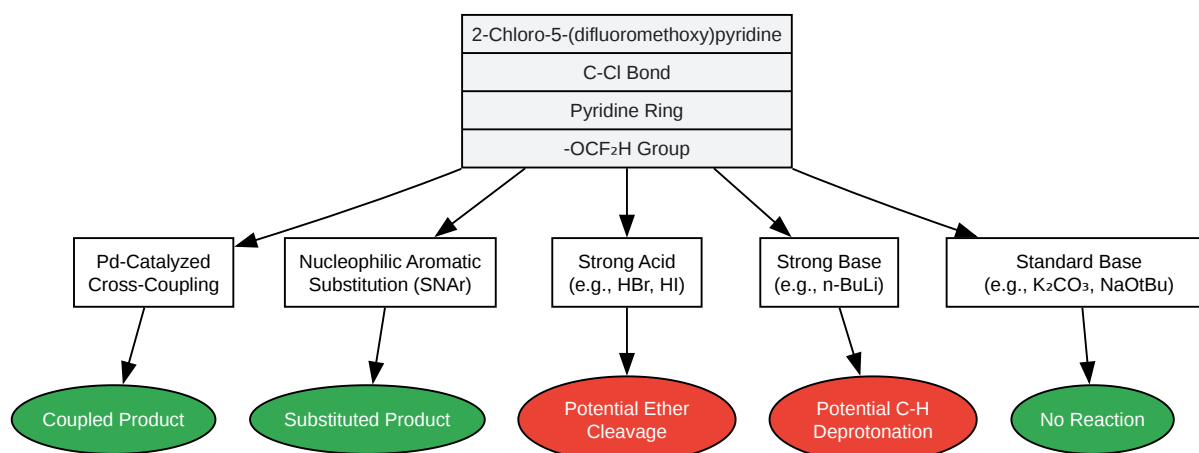 2-Chloro-5-(difluoromethoxy)pyridine
C-Cl Bond
Pyridine Ring
-OCF₂H Group
Pd-Catalyzed
Cross-Coupling
Nucleophilic Aromatic
Substitution (SNAr)
Strong Acid
(e.g., HBr, HI)
Strong Base
(e.g., n-BuLi)
Standard Base
(e.g., K₂CO₃, NaOtBu)
Coupled Product
Substituted Product
Potential Ether
Cleavage
Potential C-H
Deprotonation
No Reaction